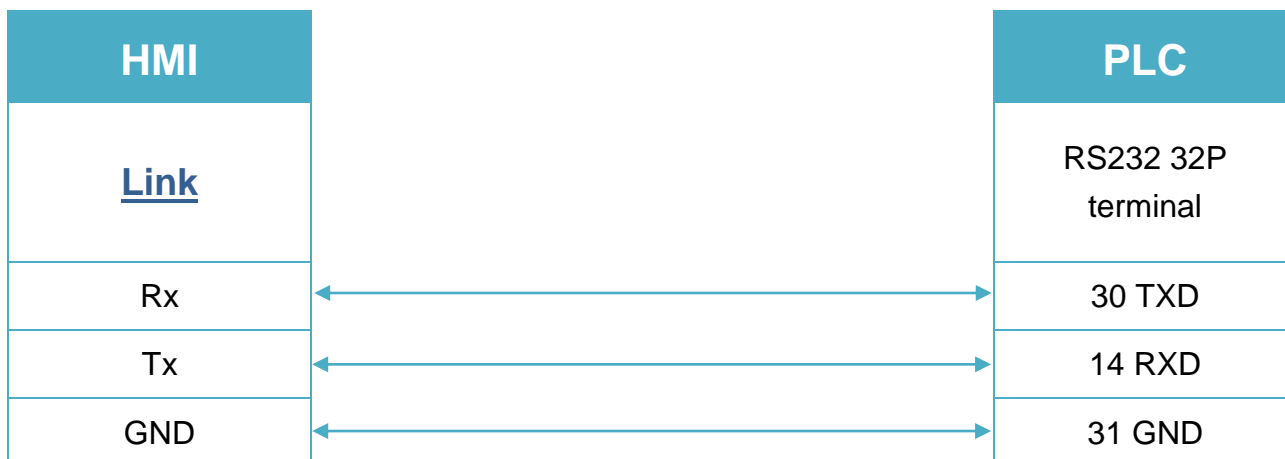 HMI PLC
Link RS232 32P
terminal
Rx 30 TXD
Tx 14 RXD
GND 31 GND